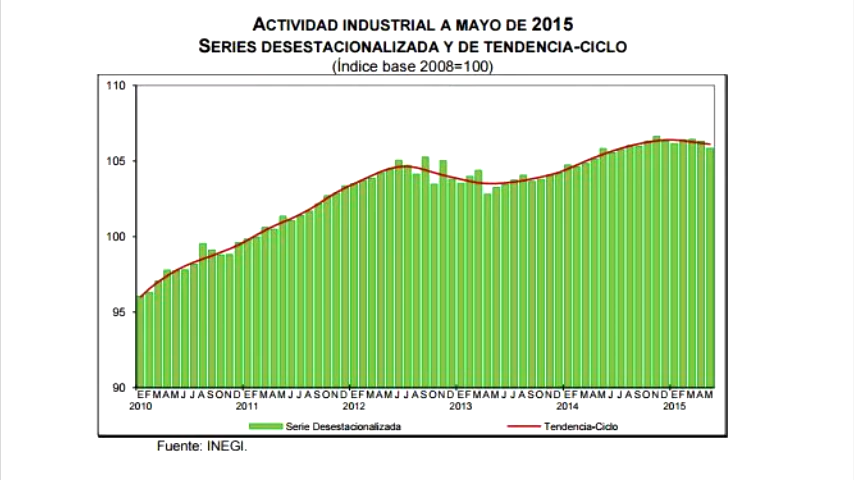 ACTIVIDAD INDUSTRIAL A MAYO DE 2015
SERIES DESESTACIONALIZADA Y DE TENDENCIA-CICLO
(Índice base 2008=100)
110
105
100
95
90
E F M A M J J A S O N D E F M A M J J A S O N D E F M A M J J A S O N D E F M A M J J A S O N D E F M A M J J A S O N D E F M A M
2010 2011 2012 2013 2014 2015
Serie Desestacionalizada Tendencia-Ciclo
Fuente: INEGI.